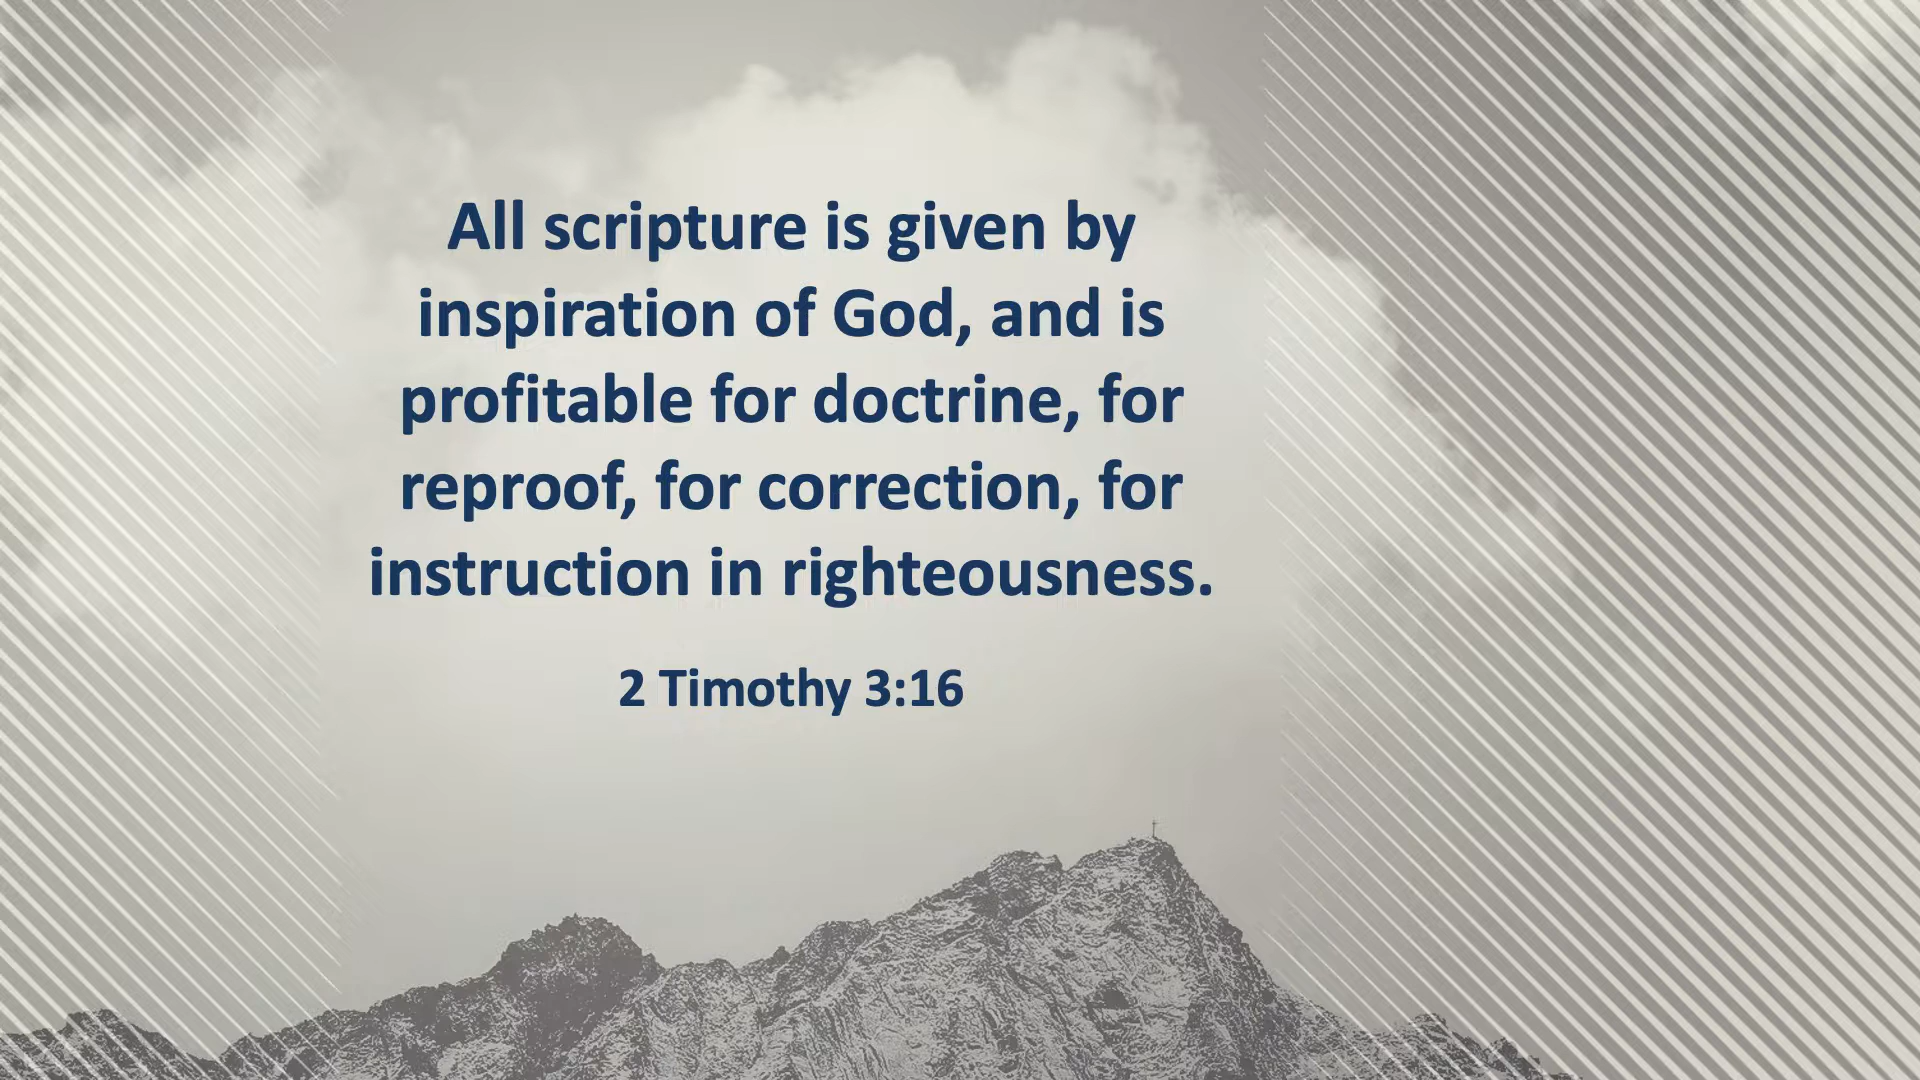 All scripture is given by
inspiration of God, and is
profitable for doctrine, for
reproof, for correction, for
instruction in righteousness.
2 Timothy 3:16